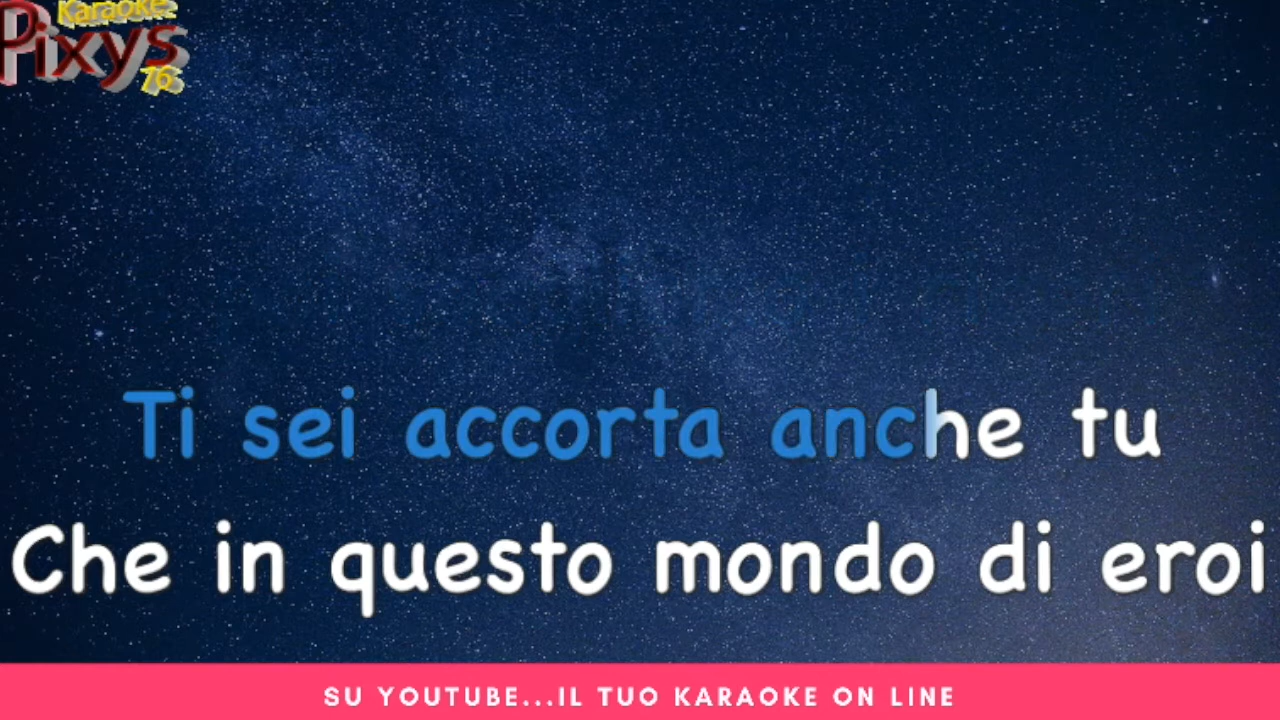 Karaoke
Pixys
76
Ti sei accorta anche tu
Che in questo mondo di eroi
SU YOUTUBE...IL TUO KARAOKE ON LINE